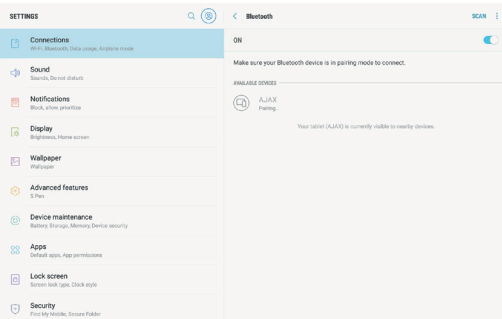 SETTINGS
Connections
Wi-Fi, Bluetooth, Data usage, Airplane mode
Sound
Sounds, Do not disturb
Notifications
Block, allow, prioritise
Display
Brightness, Home screen
Wallpaper
Wallpaper
Advanced features
S Pen
Device maintenance
Battery, Storage, Memory, Device security
Apps
Default apps, App permissions
Lock screen
Screen lock type, Clock style
Security
Find My Mobile, Secure Folder
Bluetooth
SCAN
ON
Make sure your Bluetooth device is in pairing mode to connect.
AVAILABLE DEVICES
AJAX
Pairing...
Your tablet (AJAX) is currently visible to nearby devices.